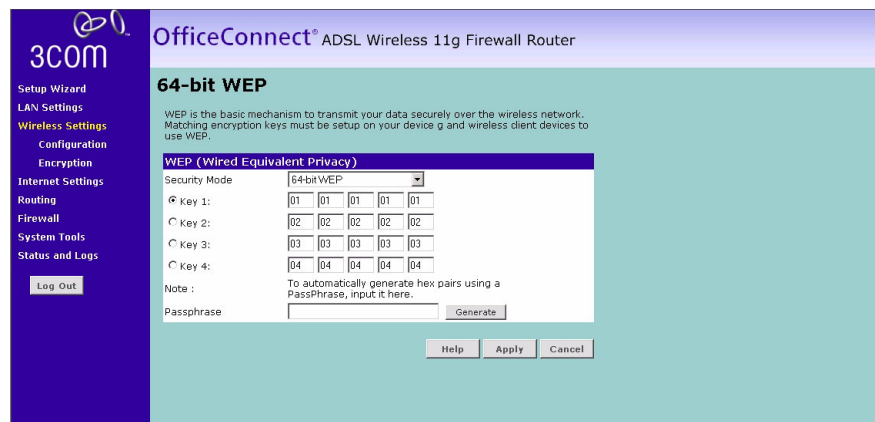 3COM
OfficeConnect® ADSL Wireless 11g Firewall Router
Setup Wizard
LAN Settings
Wireless Settings
Configuration
Encryption
Internet Settings
Routing
Firewall
System Tools
Status and Logs
Log Out
64-bit WEP
WEP is the basic mechanism to transmit your data securely over the wireless network.
Matching encryption keys must be setup on your device g and wireless client devices to
use WEP.
WEP (Wired Equivalent Privacy)
Security Mode 64-bit WEP
Key 1: 01 01 01 01 01
Key 2: 02 02 02 02 02
Key 3: 03 03 03 03 03
Key 4: 04 04 04 04 04
Note : To automatically generate hex pairs using a
PassPhrase, input it here.
Passphrase Generate
Help Apply Cancel